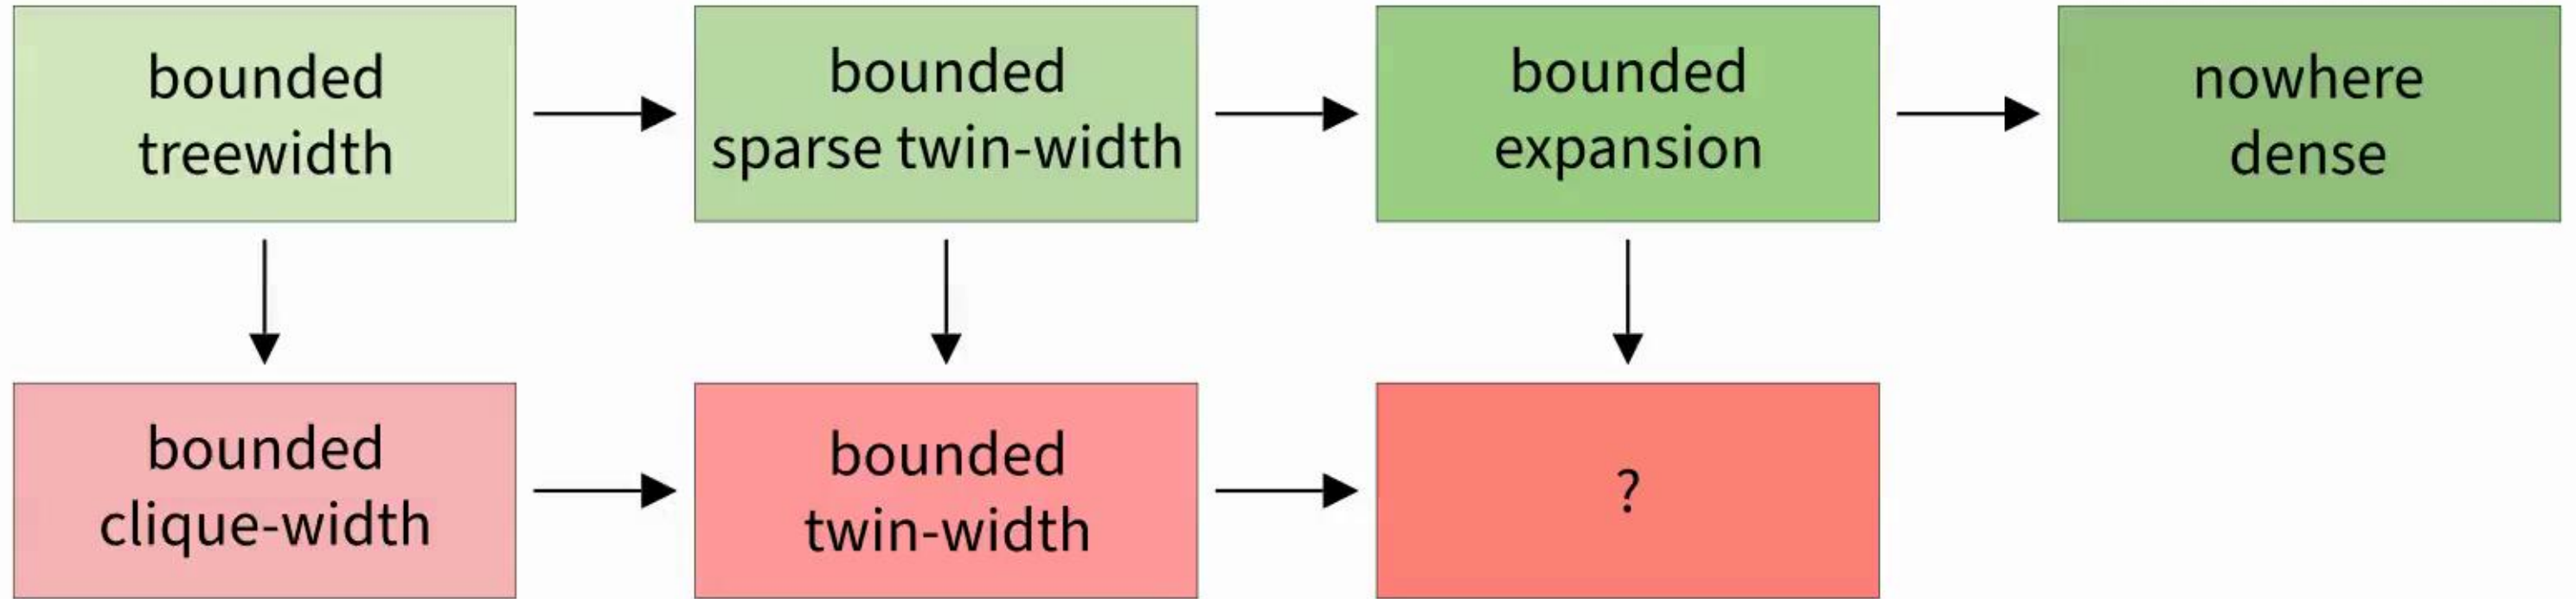 bounded
treewidth
bounded
sparse twin-width
bounded
expansion
nowhere
dense
bounded
clique-width
bounded
twin-width
?